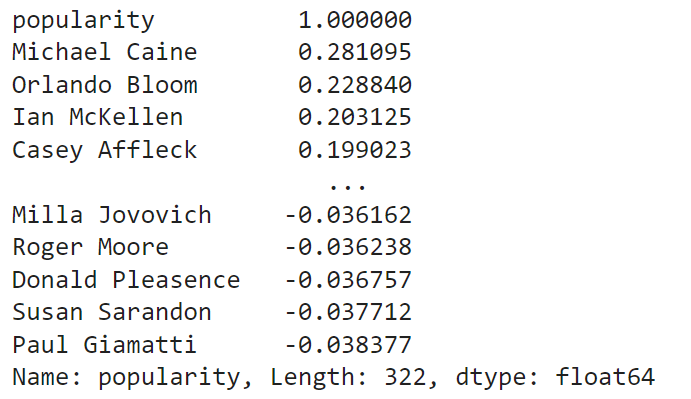 popularity 1.000000
Michael Caine 0.281095
Orlando Bloom 0.228840
Ian McKellen 0.203125
Casey Affleck 0.199023
...
Milla Jovovich -0.036162
Roger Moore -0.036238
Donald Pleasence -0.036757
Susan Sarandon -0.037712
Paul Giamatti -0.038377
Name: popularity, Length: 322, dtype: float64